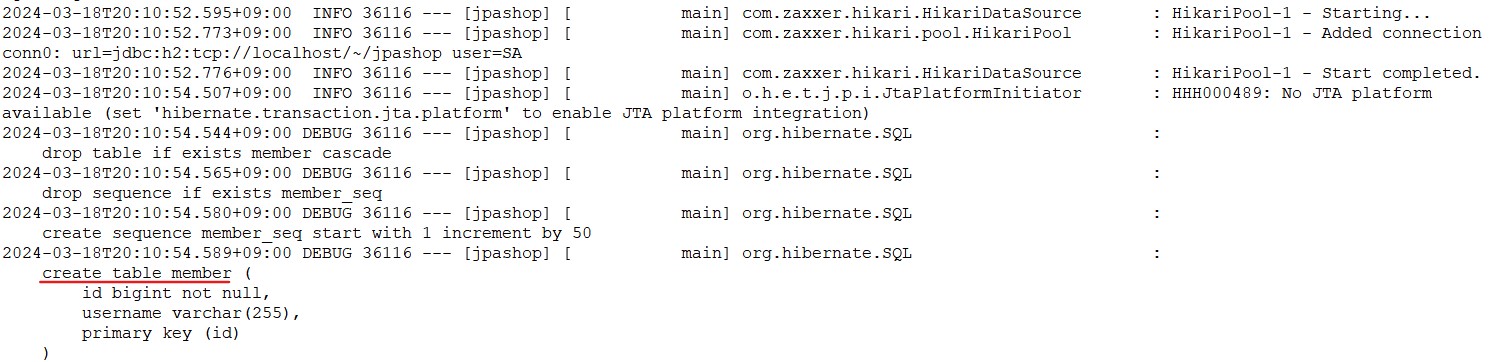 2024-03-18T20:10:52.595+09:00  INFO 36116 --- [jpashop] [           main] com.zaxxer.hikari.HikariDataSource       : HikariPool-1 - Starting...
2024-03-18T20:10:52.773+09:00  INFO 36116 --- [jpashop] [           main] com.zaxxer.hikari.pool.HikariPool        : HikariPool-1 - Added connection
conn0: url=jdbc:h2:tcp://localhost/~/jpashop user=SA
2024-03-18T20:10:52.776+09:00  INFO 36116 --- [jpashop] [           main] com.zaxxer.hikari.HikariDataSource       : HikariPool-1 - Start completed.
2024-03-18T20:10:54.507+09:00  INFO 36116 --- [jpashop] [           main] o.h.e.t.j.p.i.JtaPlatformInitiator       : HHH000489: No JTA platform
available (set 'hibernate.transaction.jta.platform' to enable JTA platform integration)
2024-03-18T20:10:54.544+09:00 DEBUG 36116 --- [jpashop] [           main] org.hibernate.SQL                        :
    drop table if exists member cascade
2024-03-18T20:10:54.565+09:00 DEBUG 36116 --- [jpashop] [           main] org.hibernate.SQL                        :
    drop sequence if exists member_seq
2024-03-18T20:10:54.580+09:00 DEBUG 36116 --- [jpashop] [           main] org.hibernate.SQL                        :
    create sequence member_seq start with 1 increment by 50
2024-03-18T20:10:54.589+09:00 DEBUG 36116 --- [jpashop] [           main] org.hibernate.SQL                        :
    create table member (
        id bigint not null,
        username varchar(255),
        primary key (id)
    )